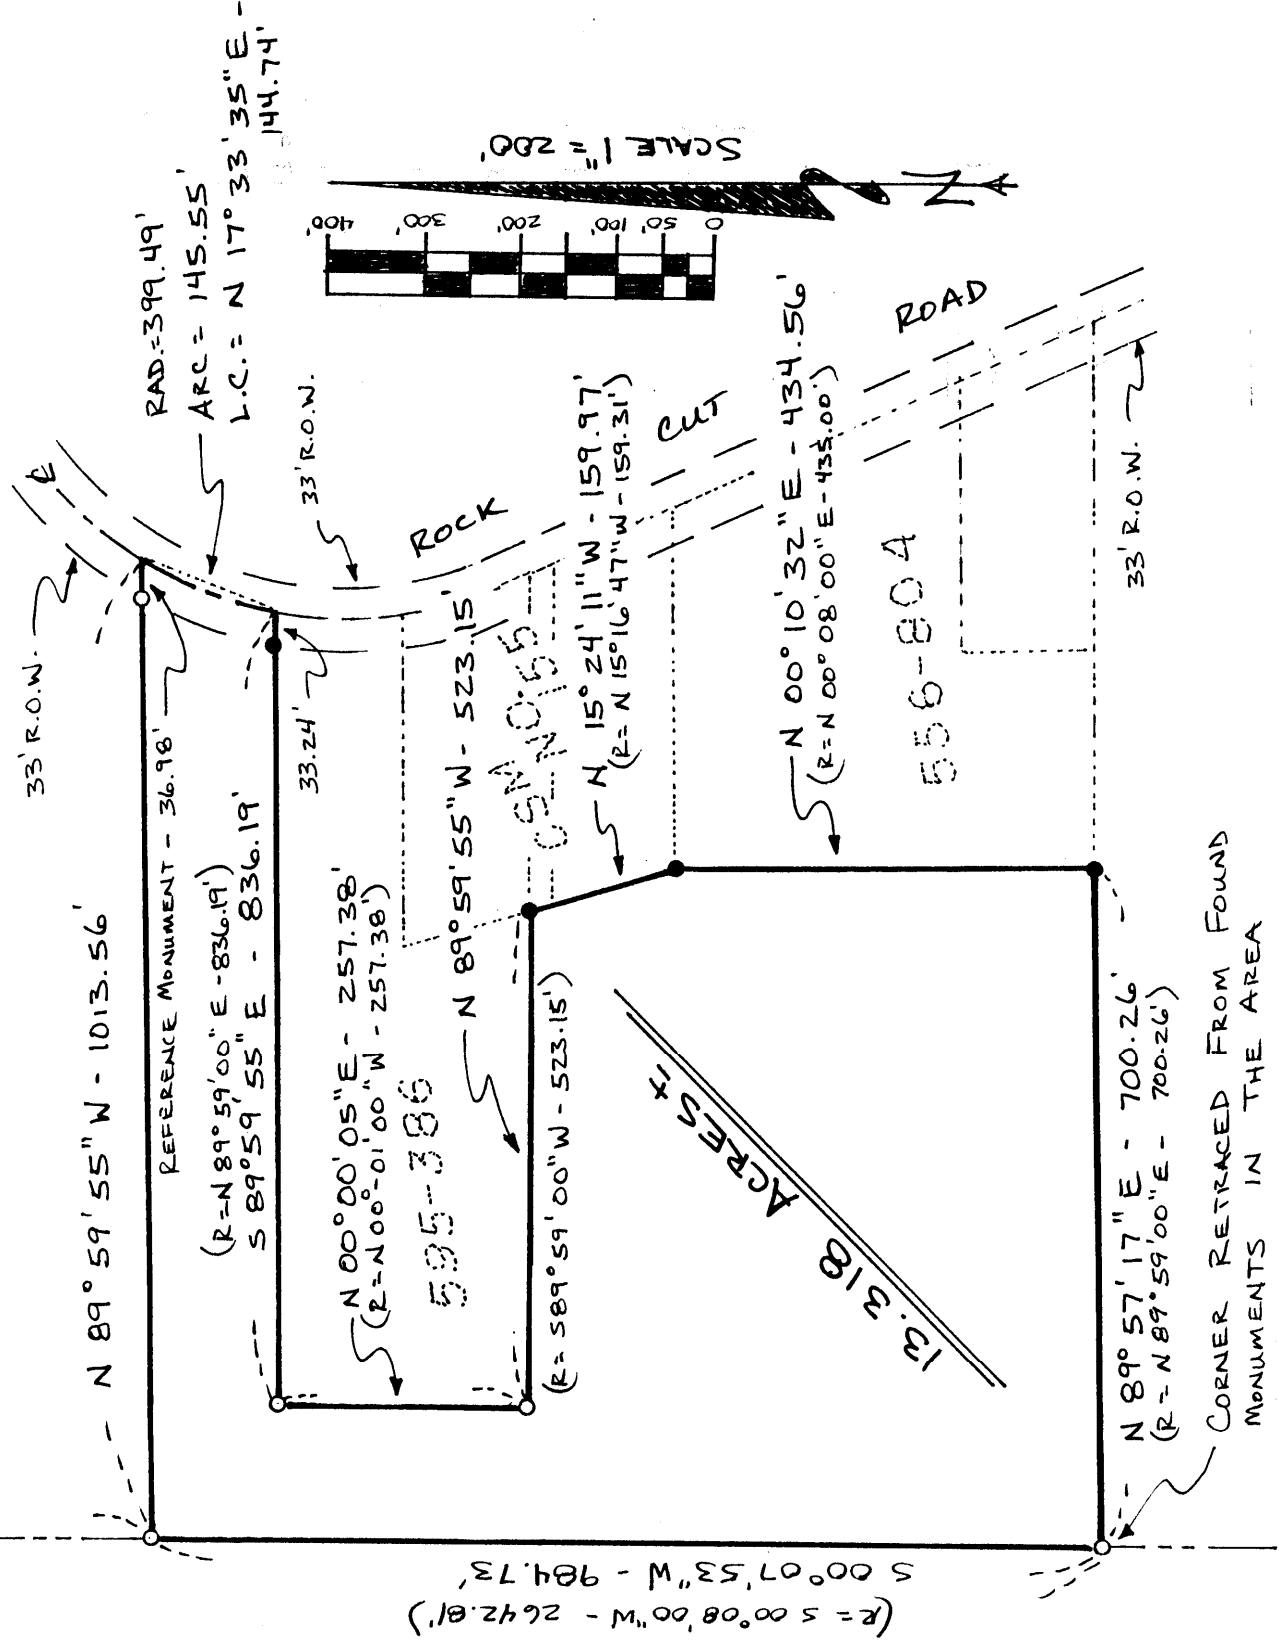 33' R.O.W.
℄
RAD.=399.49'
ARC = 145.55'
L.C. = N 17° 33' 35" E -
144.74'
33' R.O.W.
N 89° 59' 55" W - 1013.56'
REFERENCE MONUMENT - 36.98'
(R=N 89° 59' 00" E - 836.19')
S 89° 59' 55" E - 836.19'
33.24'
N 00° 00' 05" E - 257.38'
(R=N 00°-01' 00" W - 257.38')
595-386
N 89° 59' 55" W - 523.15'
(R= S89° 59' 00" W - 523.15')
CSM NO. 55
N 15° 24' 11" W - 159.97'
(R= N 15° 16' 47" W - 159.31')
N 00° 10' 32" E - 434.56'
(R=N 00° 08' 00" E - 435.00')
556-804
ROCK
CUT
ROAD
33' R.O.W.
13.318 ACRES ±
N 89° 57' 17" E - 700.26'
(R= N 89° 59' 00" E - 700.26')
CORNER RETRACED FROM FOUND
MONUMENTS IN THE AREA
S 00° 07' 53" W - 984.73'
(R= S 00° 08' 00" W - 2642.81')
N
0 50' 100' 200' 300' 400'
SCALE 1" = 200'